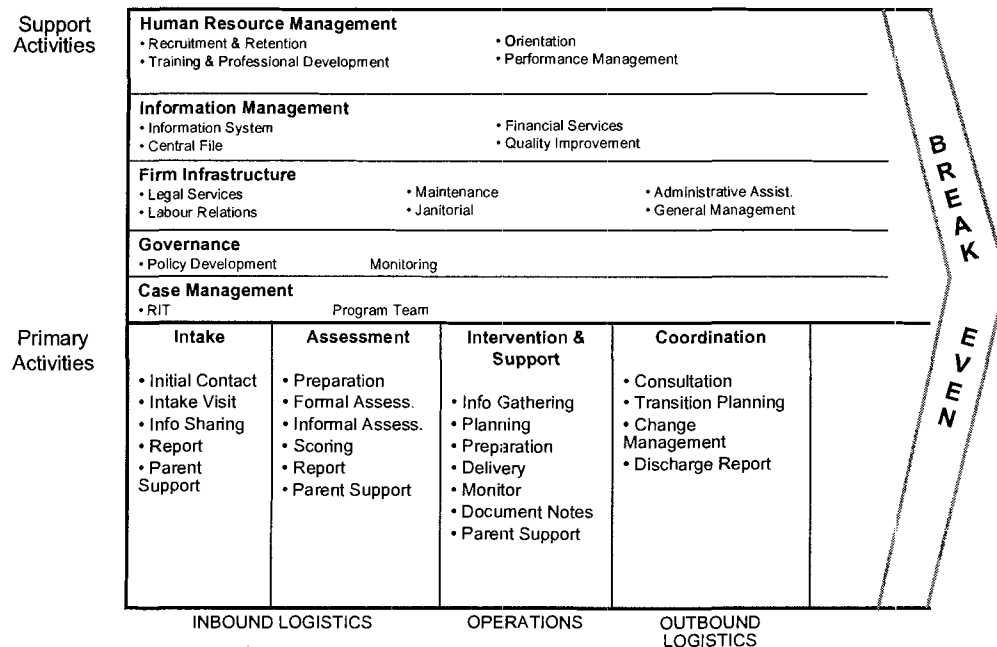 Support
Activities
Human Resource Management
• Recruitment & Retention • Orientation
• Training & Professional Development • Performance Management
Information Management
• Information System • Financial Services
• Central File • Quality Improvement
Firm Infrastructure
• Legal Services • Maintenance • Administrative Assist.
• Labour Relations • Janitorial • General Management
Governance
• Policy Development Monitoring
Case Management
• RIT Program Team
BREAK EVEN
Primary
Activities
Intake
• Initial Contact
• Intake Visit
• Info Sharing
• Report
• Parent
Support
Assessment
• Preparation
• Formal Assess.
• Informal Assess.
• Scoring
• Report
• Parent Support
Intervention &
Support
• Info Gathering
• Planning
• Preparation
• Delivery
• Monitor
• Document Notes
• Parent Support
Coordination
• Consultation
• Transition Planning
• Change
Management
• Discharge Report
INBOUND LOGISTICS
OPERATIONS
OUTBOUND
LOGISTICS